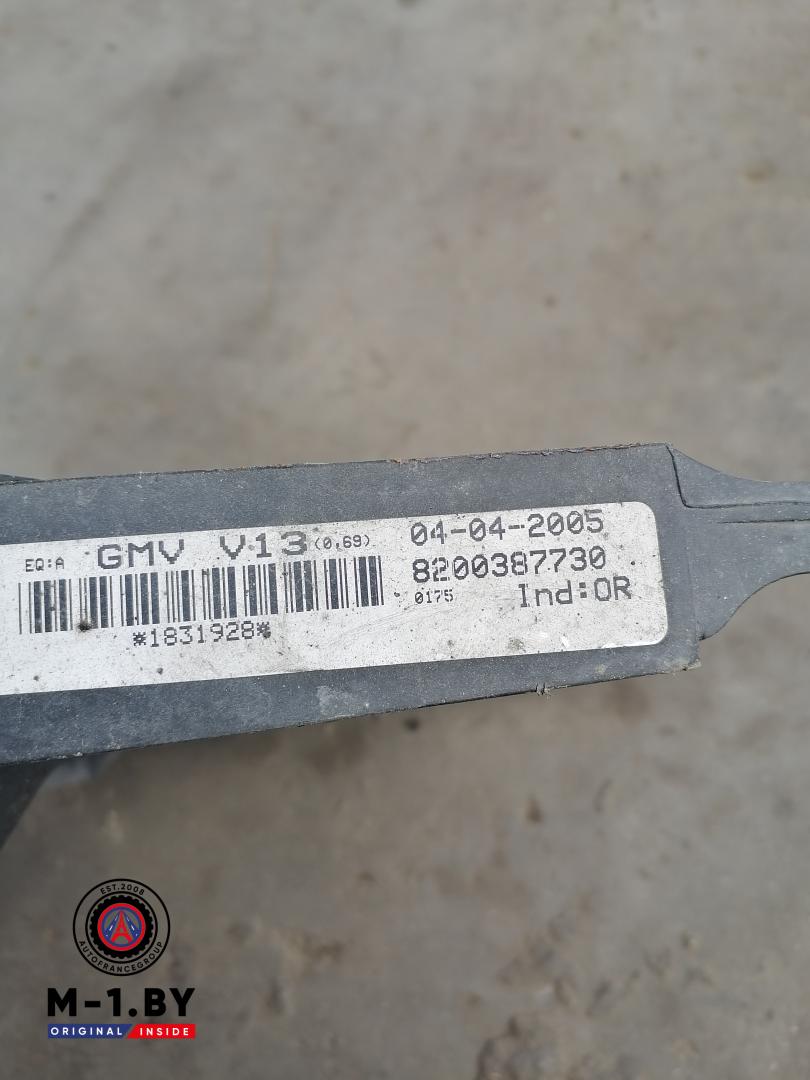 EQ:A GMV V13 (0,69) 04-04-2005
8200387730
0175 Ind:OR
*1831928*
EST.2008
AUTOFRANCEGROUP
M-1.BY
ORIGINAL INSIDE